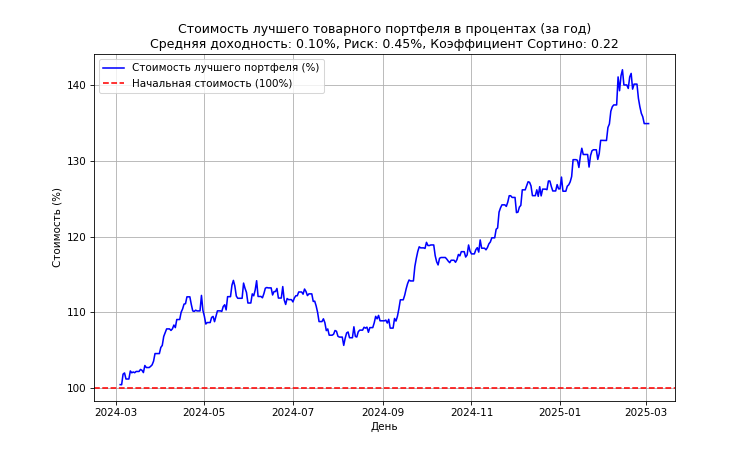 Стоимость лучшего товарного портфеля в процентах (за год)
Средняя доходность: 0.10%, Риск: 0.45%, Коэффициент Сортино: 0.22
Стоимость лучшего портфеля (%)
Начальная стоимость (100%)
Стоимость (%)
140
130
120
110
100
2024-03
2024-05
2024-07
2024-09
2024-11
2025-01
2025-03
День